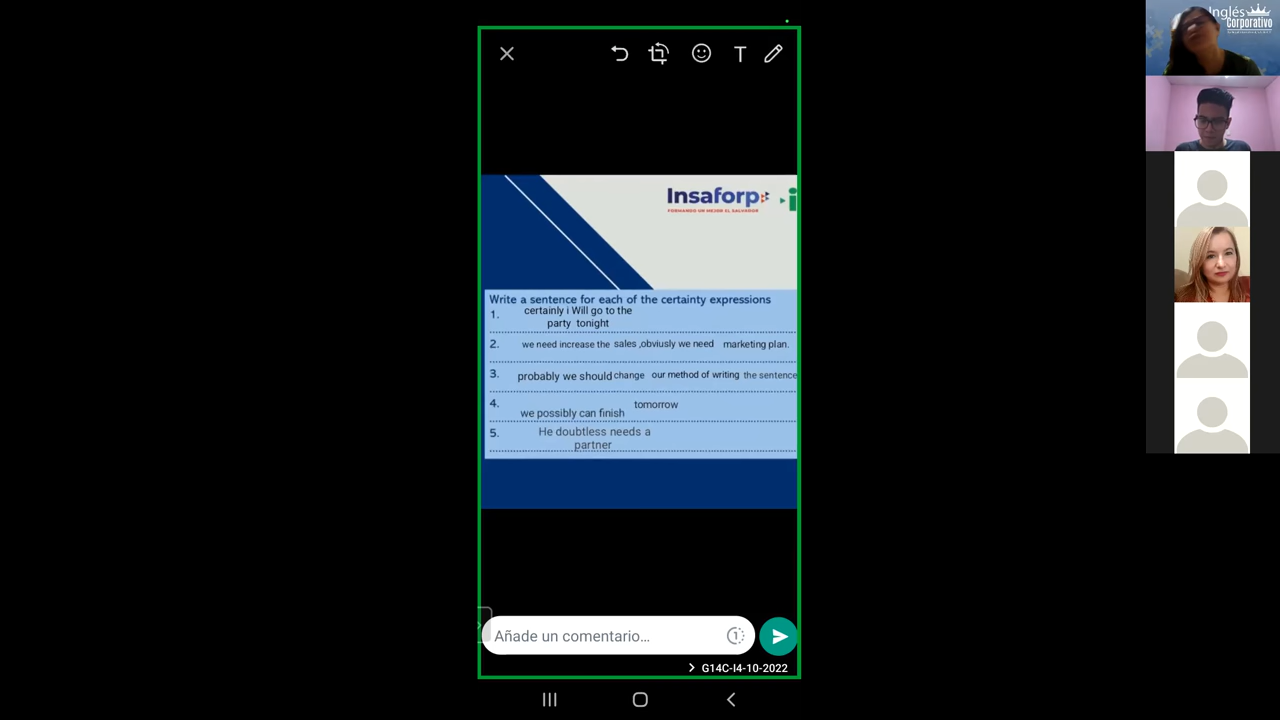 Inglés
Corporativo
Insaforp
FORMANDO UN MEJOR EL SALVADOR
i
Write a sentence for each of the certainty expressions
1. certainly i Will go to the
party tonight
2. we need increase the sales ,obviusly we need marketing plan.
3. probably we should change our method of writing the sentence
4. tomorrow
we possibly can finish
5. He doubtless needs a
partner
Añade un comentario...
1
> G14C-I4-10-2022